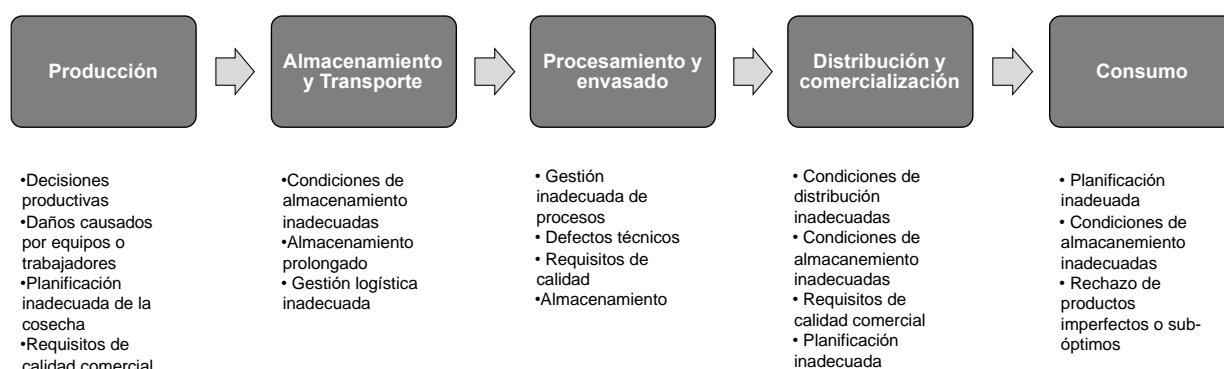 Producción
Almacenamiento
y Transporte
Procesamiento y
envasado
Distribución y
comercialización
Consumo
•Decisiones
productivas
•Daños causados
por equipos o
trabajadores
•Planificación
inadecuada de la
cosecha
•Requisitos de
calidad comercial
•Condiciones de
almacenamiento
inadecuadas
•Almacenamiento
prolongado
• Gestión logística
inadecuada
• Gestión
inadecuada de
procesos
• Defectos técnicos
• Requisitos de
calidad
•Almacenamiento
• Condiciones de
distribución
inadecuadas
• Condiciones de
almacanemiento
inadecuadas
• Requisitos de
calidad comercial
• Planificación
inadecuada
• Planificación
inadeuada
• Condiciones de
almacanemiento
inadecuadas
• Rechazo de
productos
imperfectos o sub-
óptimos